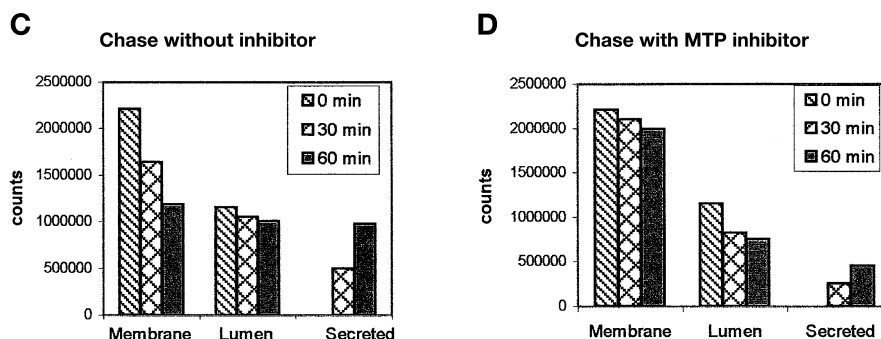 C
Chase without inhibitor
2500000
2000000
1500000
1000000
500000
0
counts
0 min
30 min
60 min
Membrane Lumen Secreted
D
Chase with MTP inhibitor
2500000
2000000
1500000
1000000
500000
0
counts
0 min
30 min
60 min
Membrane Lumen Secreted